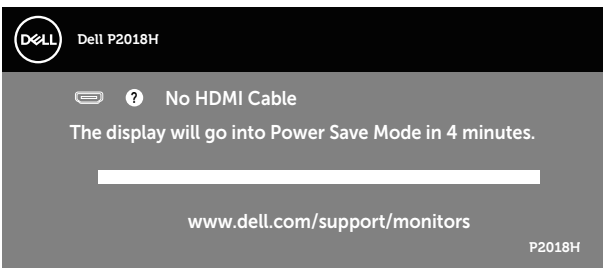 DELL
Dell P2018H
? No HDMI Cable
The display will go into Power Save Mode in 4 minutes.
www.dell.com/support/monitors
P2018H